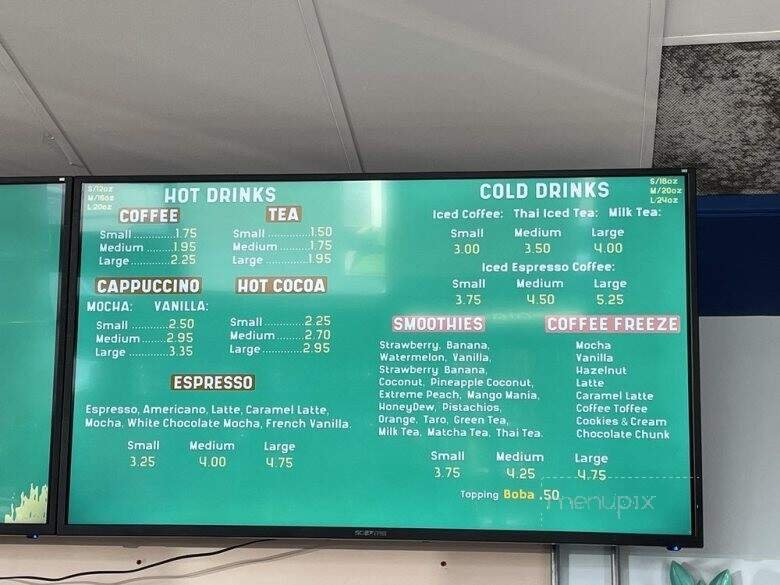 S/12oz
M/16oz
L20oz
HOT DRINKS
COFFEE
Small.............1.75
Medium..........1.95
Large.............2.25
TEA
Small................1.50
Medium............1.75
Large................1.95
CAPPUCCINO
MOCHA: VANILLA:
Small...............2.50
Medium...........2.95
Large...............3.35
HOT COCOA
Small...............2.25
Medium...........2.70
Large...............2.95
ESPRESSO
Espresso, Americano, Latte, Caramel Latte,
Mocha, White Chocolate Mocha, French Vanilla.
Small Medium Large
3.25 4.00 4.75
S/16oz
M/20oz
L/24oz
COLD DRINKS
Iced Coffee: Thai Iced Tea: Milk Tea:
Small Medium Large
3.00 3.50 4.00
Iced Espresso Coffee:
Small Medium Large
3.75 4.50 5.25
SMOOTHIES
Strawberry, Banana,
Watermelon, Vanilla,
Strawberry Banana,
Coconut, Pineapple Coconut,
Extreme Peach, Mango Mania,
HoneyDew, Pistachios,
Orange, Taro, Green Tea,
Milk Tea, Matcha Tea, Thai Tea.
COFFEE FREEZE
Mocha
Vanilla
Hazelnut
Latte
Caramel Latte
Coffee Toffee
Cookies & Cream
Chocolate Chunk
Small Medium Large
3.75 4.25 4.75
Topping Boba .50
menupix